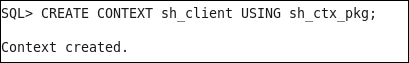 SQL> CREATE CONTEXT sh_client USING sh_ctx_pkg;
Context created.